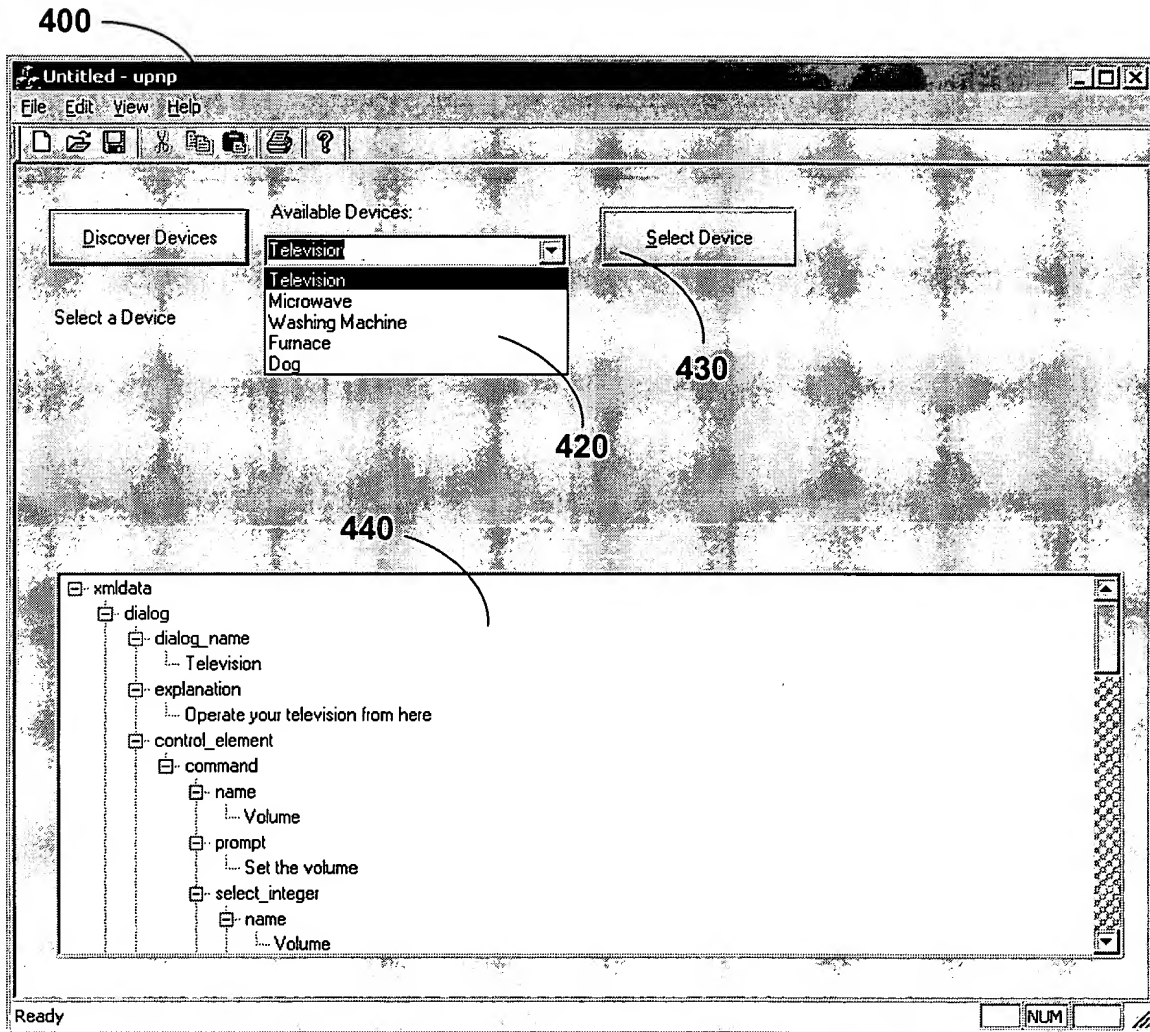 400
Untitled - upnp
File Edit View Help
Discover Devices
Available Devices:
Television
Select Device
Television
Microwave
Washing Machine
Furnace
Dog
Select a Device
430
420
440
xmldata
dialog
dialog_name
Television
explanation
Operate your television from here
control_element
command
name
Volume
prompt
Set the volume
select_integer
name
Volume
Ready
NUM